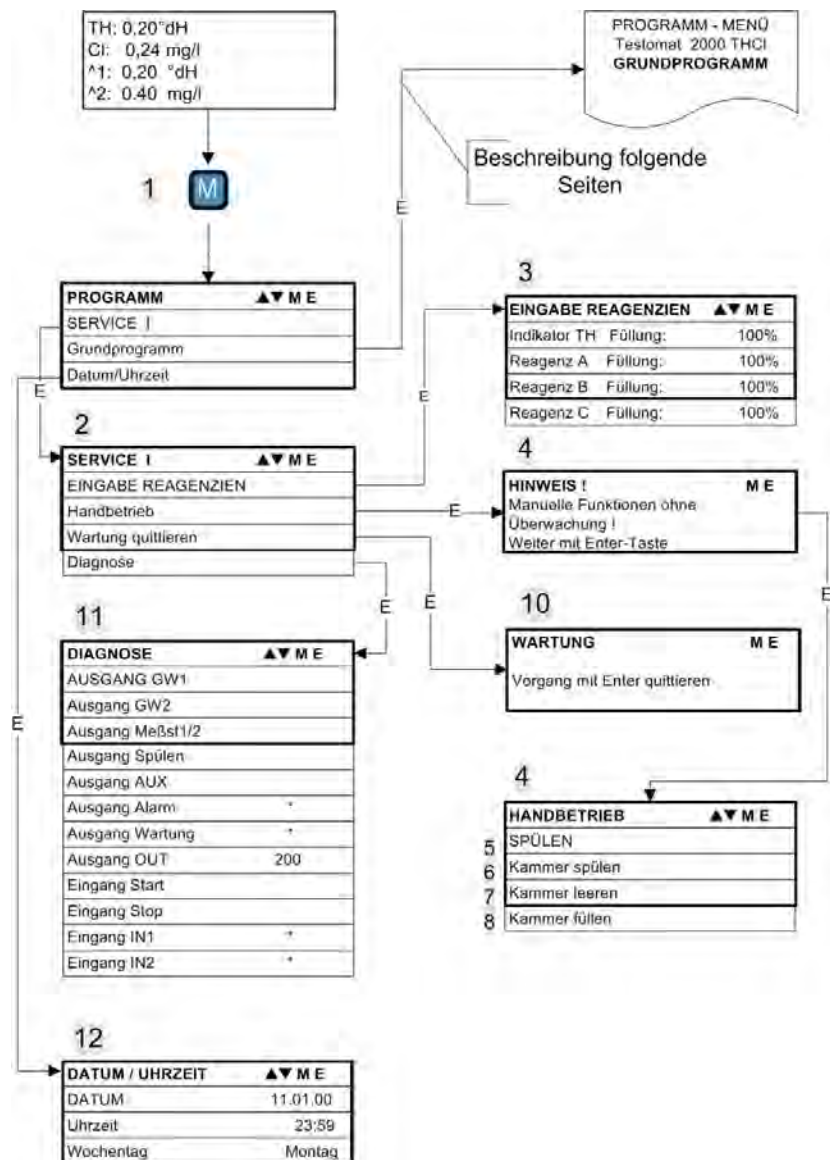 TH: 0,20°dH
Cl: 0,24 mg/l
^1: 0,20 °dH
^2: 0.40 mg/l
PROGRAMM - MENÜ
Testomat 2000 THCl
GRUNDPROGRAMM
Beschreibung folgende
Seiten
1 M
E
PROGRAMM ▲▼ M E
SERVICE I
Grundprogramm
Datum/Uhrzeit
E
3
EINGABE REAGENZIEN ▲▼ M E
Indikator TH Füllung: 100%
Reagenz A Füllung: 100%
Reagenz B Füllung: 100%
Reagenz C Füllung: 100%
E
2
SERVICE I ▲▼ M E
EINGABE REAGENZIEN
Handbetrieb
Wartung quittieren
Diagnose
E
4
HINWEIS ! M E
Manuelle Funktionen ohne
Überwachung !
Weiter mit Enter-Taste
E
E
E
10
WARTUNG M E
Vorgang mit Enter quittieren
11
DIAGNOSE ▲▼ M E
AUSGANG GW1
Ausgang GW2
Ausgang Meßst1/2
Ausgang Spülen
Ausgang AUX
Ausgang Alarm *
Ausgang Wartung *
Ausgang OUT 200
Eingang Start
Eingang Stop
Eingang IN1 *
Eingang IN2 *
E
4
HANDBETRIEB ▲▼ M E
5 SPÜLEN
6 Kammer spülen
7 Kammer leeren
8 Kammer füllen
12
DATUM / UHRZEIT ▲▼ M E
DATUM 11.01.00
Uhrzeit 23:59
Wochentag Montag